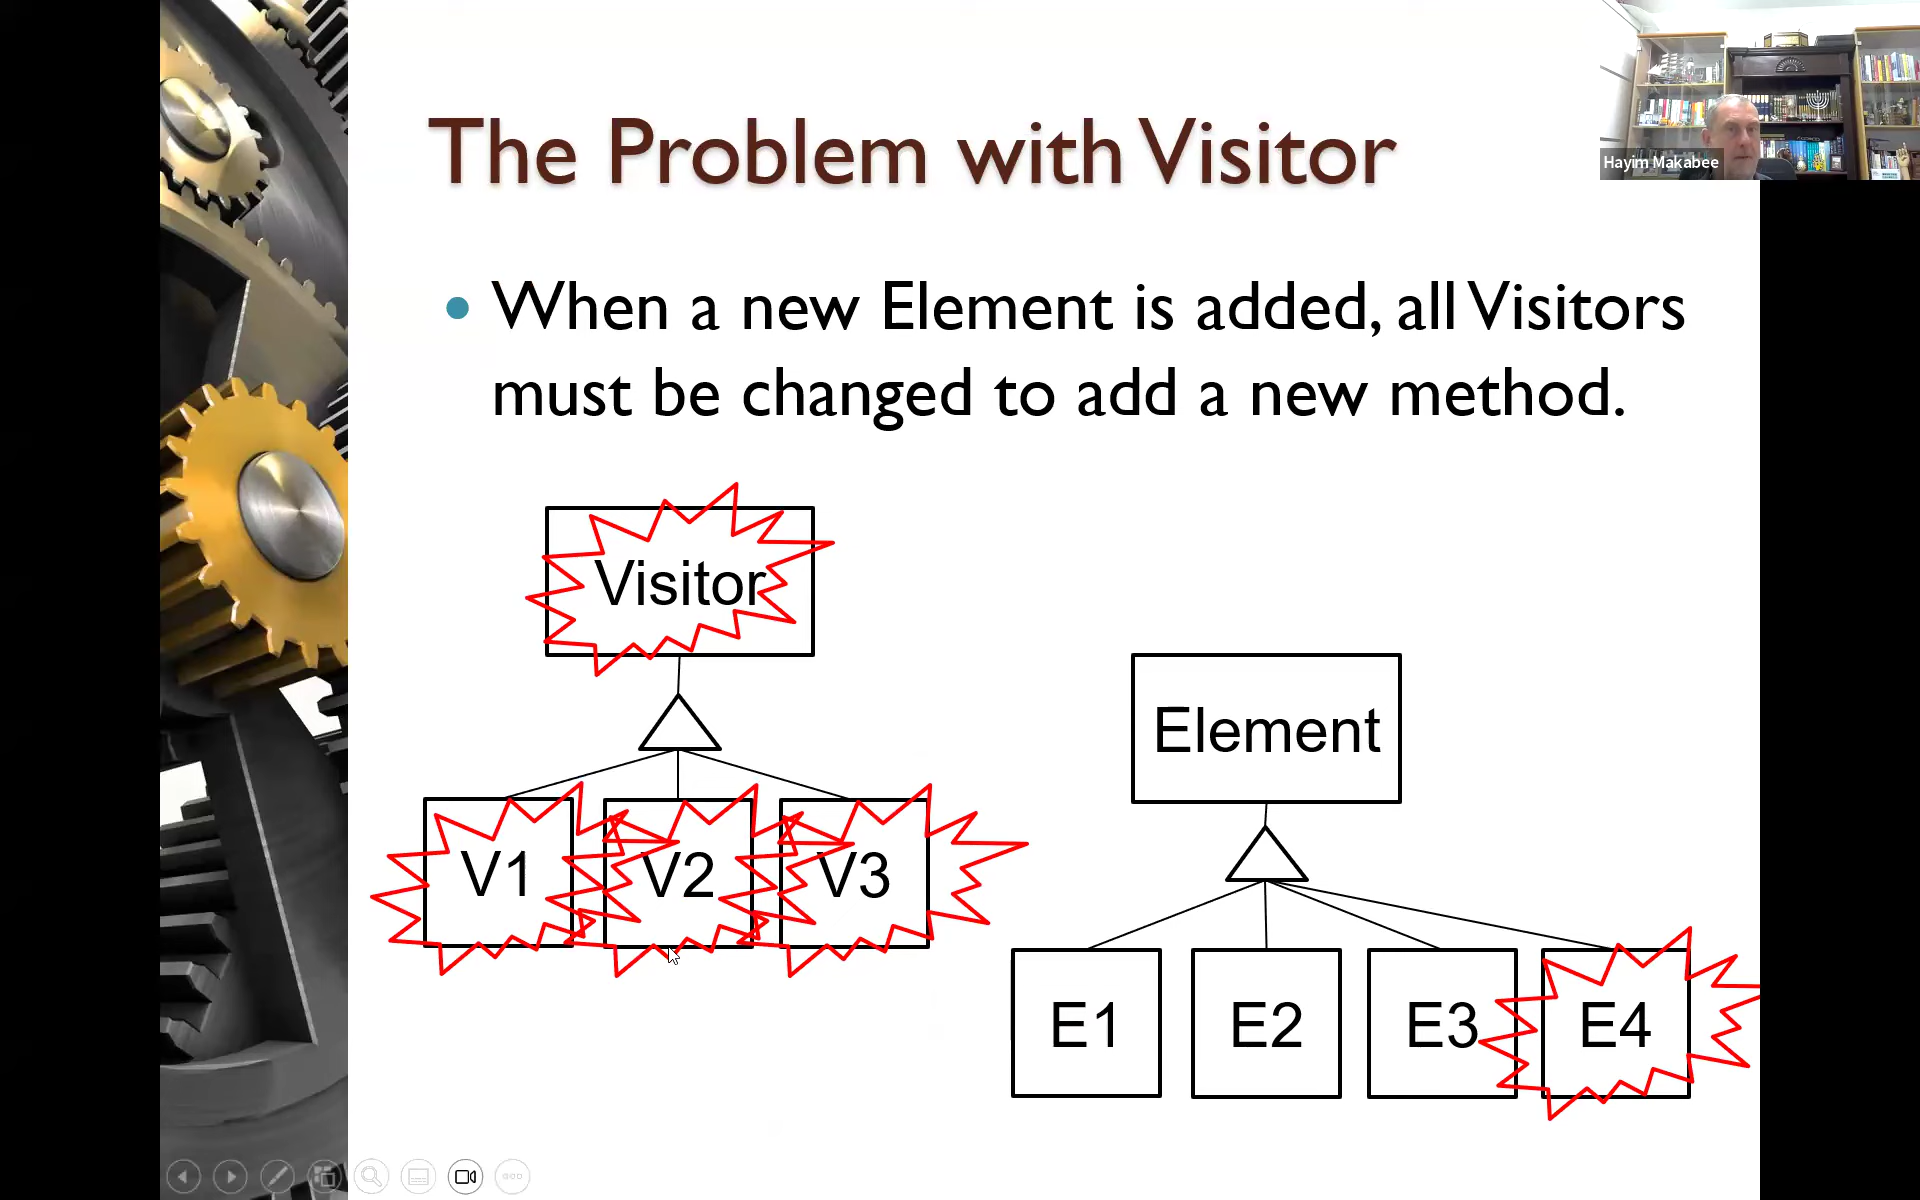 The Problem with Visitor
Hayim Makabee
• When a new Element is added, all Visitors
must be changed to add a new method.
Visitor
Element
V1 V2 V3
E1 E2 E3 E4